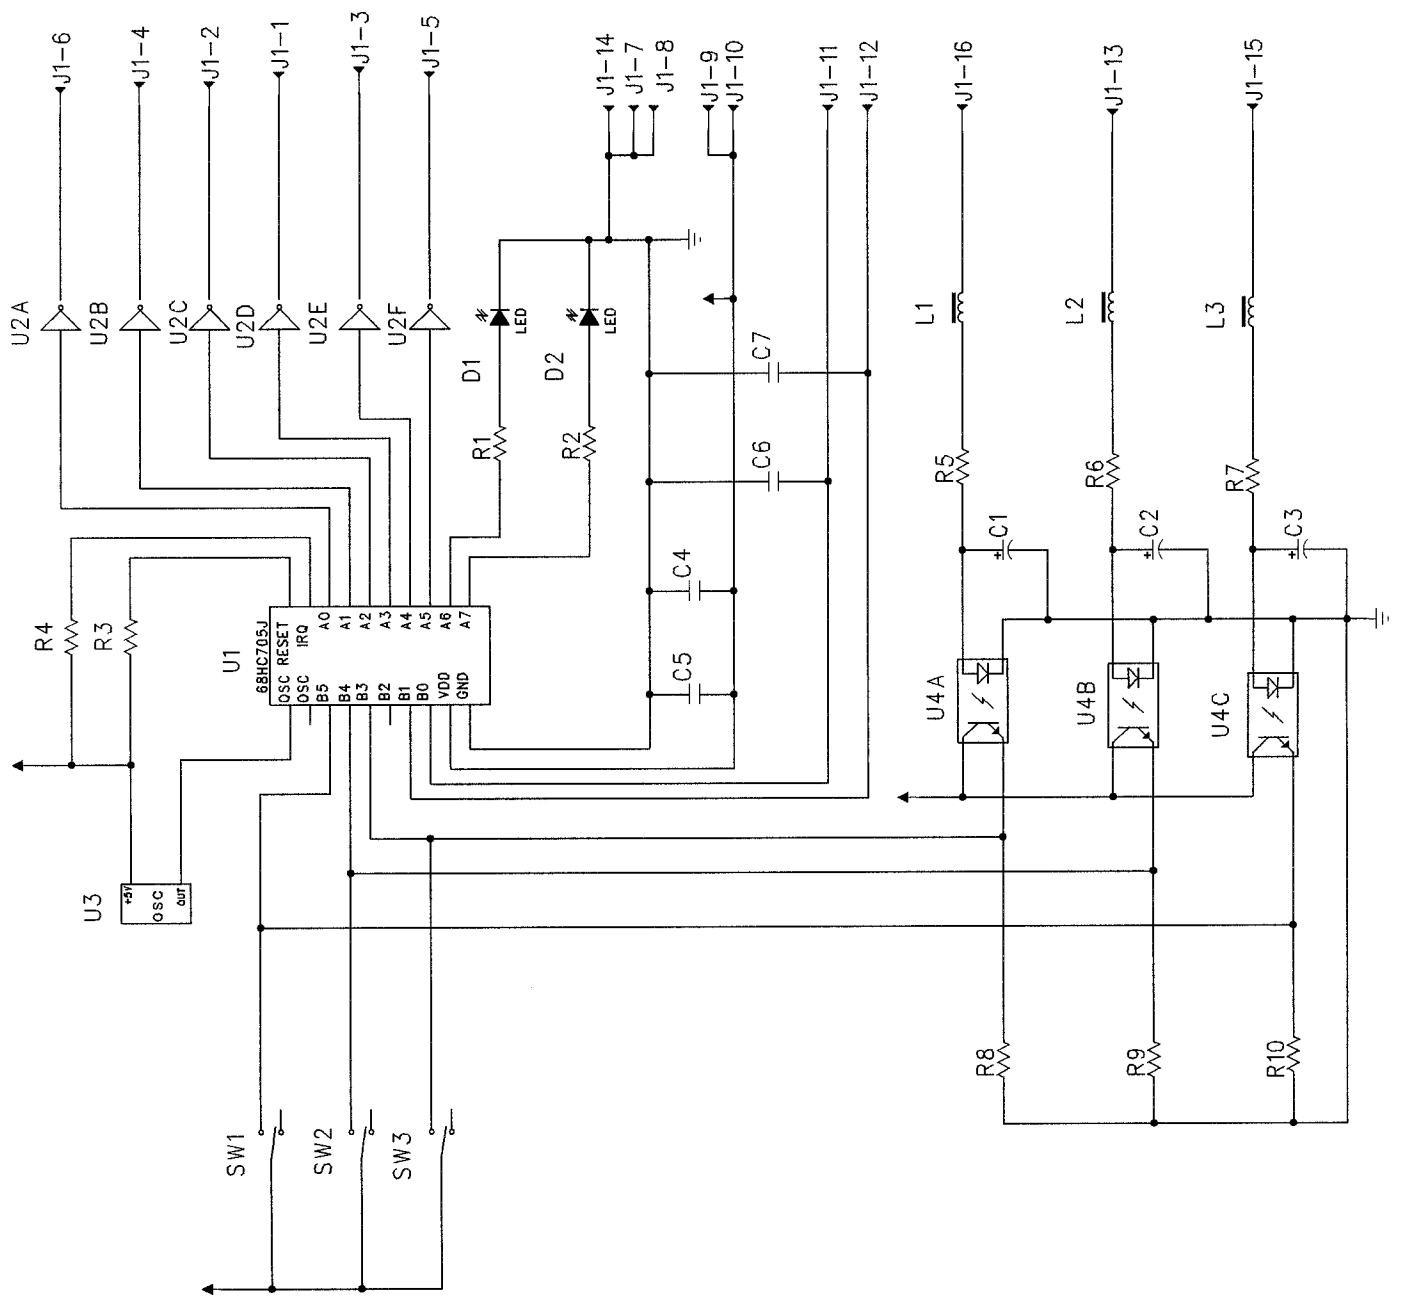 J1-6
J1-4
J1-2
J1-1
J1-3
J1-5
J1-14
J1-7
J1-8
J1-9
J1-10
J1-11
J1-12
J1-16
J1-13
J1-15
U2A
U2B
U2C
U2D
U2E
U2F
LED
LED
D1
D2
R1
R2
C7
C6
C4
C5
L1
L2
L3
R5
R6
R7
C1
C2
C3
R4
R3
U1
68HC705J
OSC RESET
OSC IRQ
B5 A0
B4 A1
B3 A2
B2 A3
B1 A4
B0 A5
VDD A6
GND A7
U4A
U4B
U4C
U3
+5V
OSC
OUT
R8
R9
R10
SW1
SW2
SW3